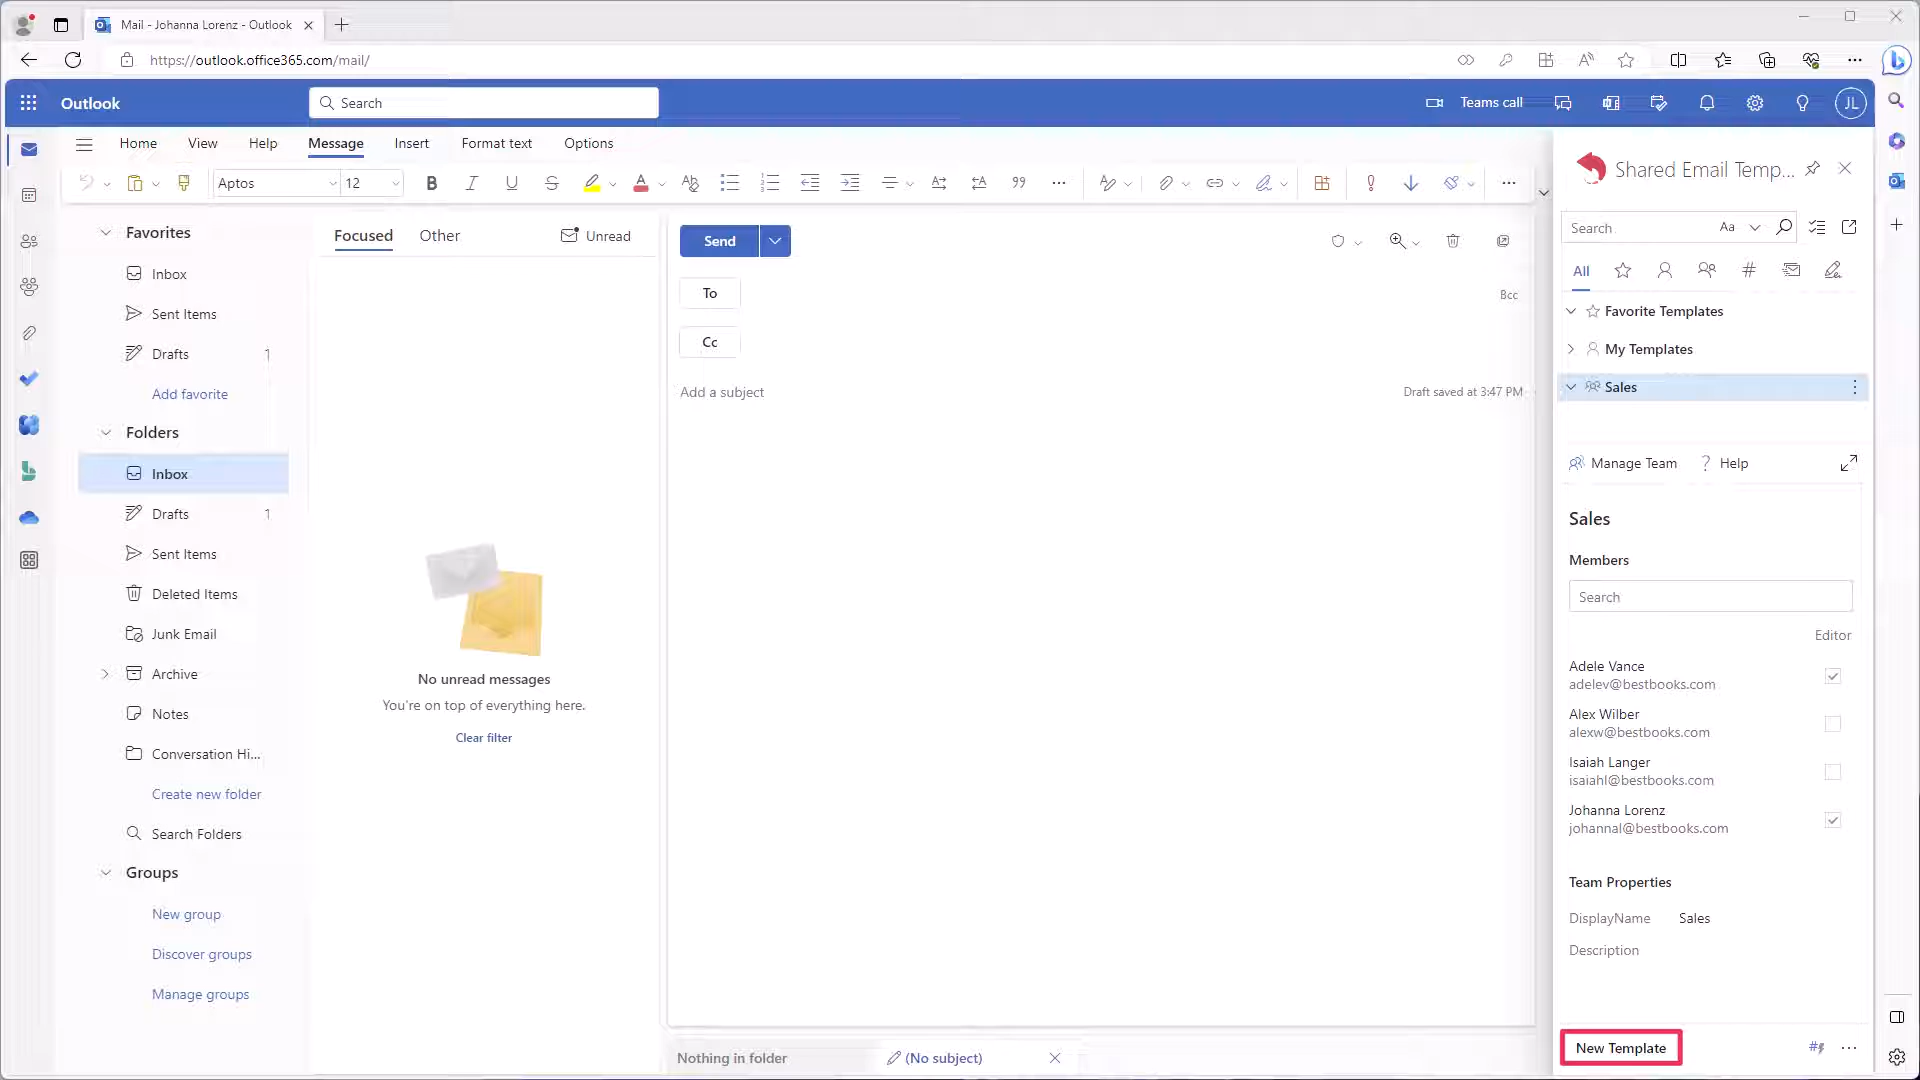 Mail - Johanna Lorenz - Outlook
https://outlook.office365.com/mail/
Outlook
Search
Teams call
JL
Home View Help Message Insert Format text Options
Aptos 12
Favorites
Inbox
Sent Items
Drafts 1
Add favorite
Folders
Inbox
Drafts 1
Sent Items
Deleted Items
Junk Email
Archive
Notes
Conversation Hi...
Create new folder
Search Folders
Groups
New group
Discover groups
Manage groups
Focused Other Unread
No unread messages
You're on top of everything here.
Clear filter
Send
To Bcc
Cc
Add a subject Draft saved at 3:47 PM
Nothing in folder (No subject)
Shared Email Temp...
Search Aa
All
Favorite Templates
My Templates
Sales
Manage Team ? Help
Sales
Members
Search
Editor
Adele Vance
adelev@bestbooks.com
Alex Wilber
alexw@bestbooks.com
Isaiah Langer
isaiahl@bestbooks.com
Johanna Lorenz
johannal@bestbooks.com
Team Properties
DisplayName Sales
Description
New Template